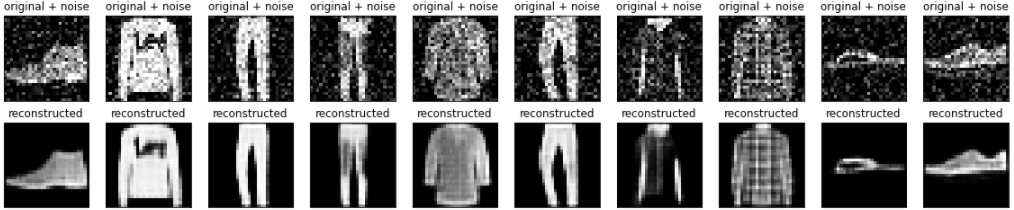 original + noise original + noise original + noise original + noise original + noise original + noise original + noise original + noise original + noise original + noise
reconstructed reconstructed reconstructed reconstructed reconstructed reconstructed reconstructed reconstructed reconstructed reconstructed